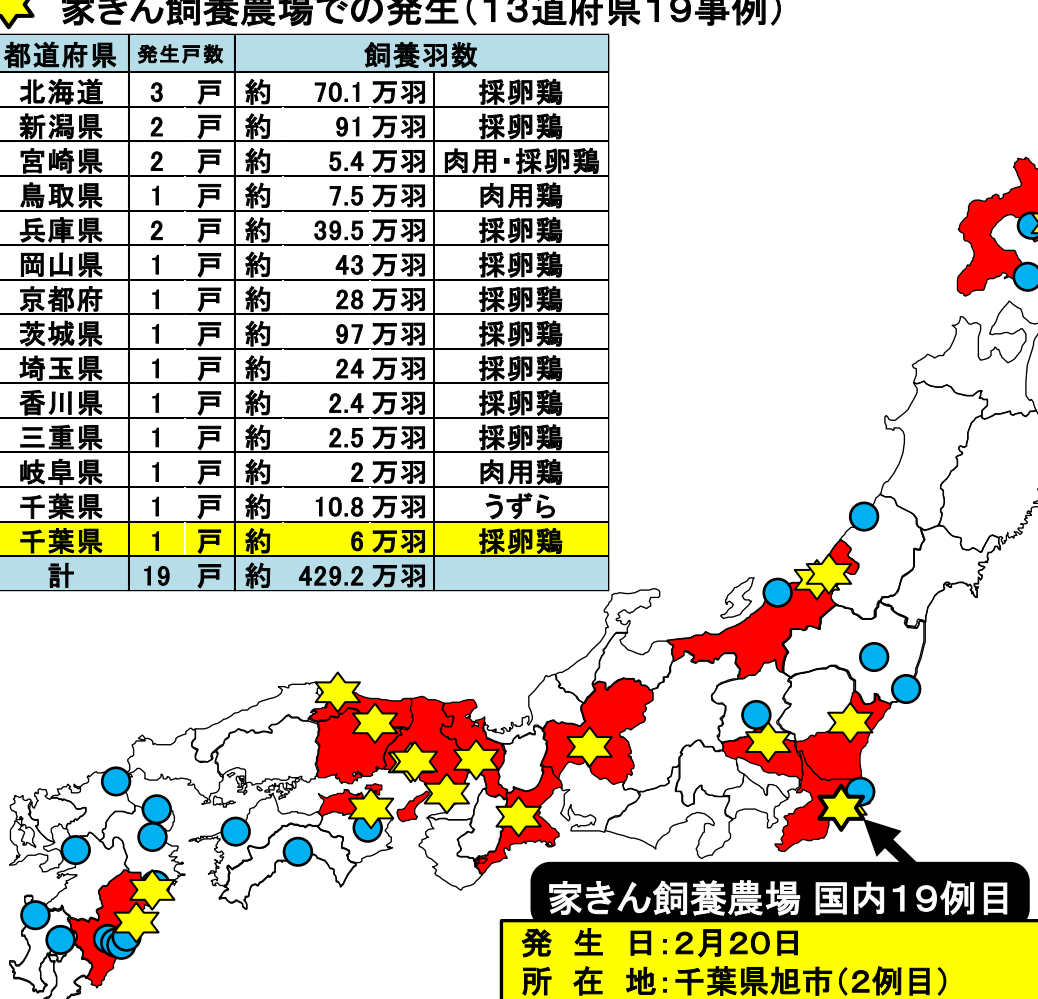 家きん飼養農場での発生（13道府県19事例）
都道府県 発生戸数 飼養羽数
北海道 3 戸 約 70.1 万羽 採卵鶏
新潟県 2 戸 約 91 万羽 採卵鶏
宮崎県 2 戸 約 5.4 万羽 肉用・採卵鶏
鳥取県 1 戸 約 7.5 万羽 肉用鶏
兵庫県 2 戸 約 39.5 万羽 採卵鶏
岡山県 1 戸 約 43 万羽 採卵鶏
京都府 1 戸 約 28 万羽 採卵鶏
茨城県 1 戸 約 97 万羽 採卵鶏
埼玉県 1 戸 約 24 万羽 採卵鶏
香川県 1 戸 約 2.4 万羽 採卵鶏
三重県 1 戸 約 2.5 万羽 採卵鶏
岐阜県 1 戸 約 2 万羽 肉用鶏
千葉県 1 戸 約 10.8 万羽 うずら
千葉県 1 戸 約 6 万羽 採卵鶏
計 19 戸 約 429.2 万羽
家きん飼養農場 国内19例目
発 生 日：2月20日
所 在 地：千葉県旭市（2例目）